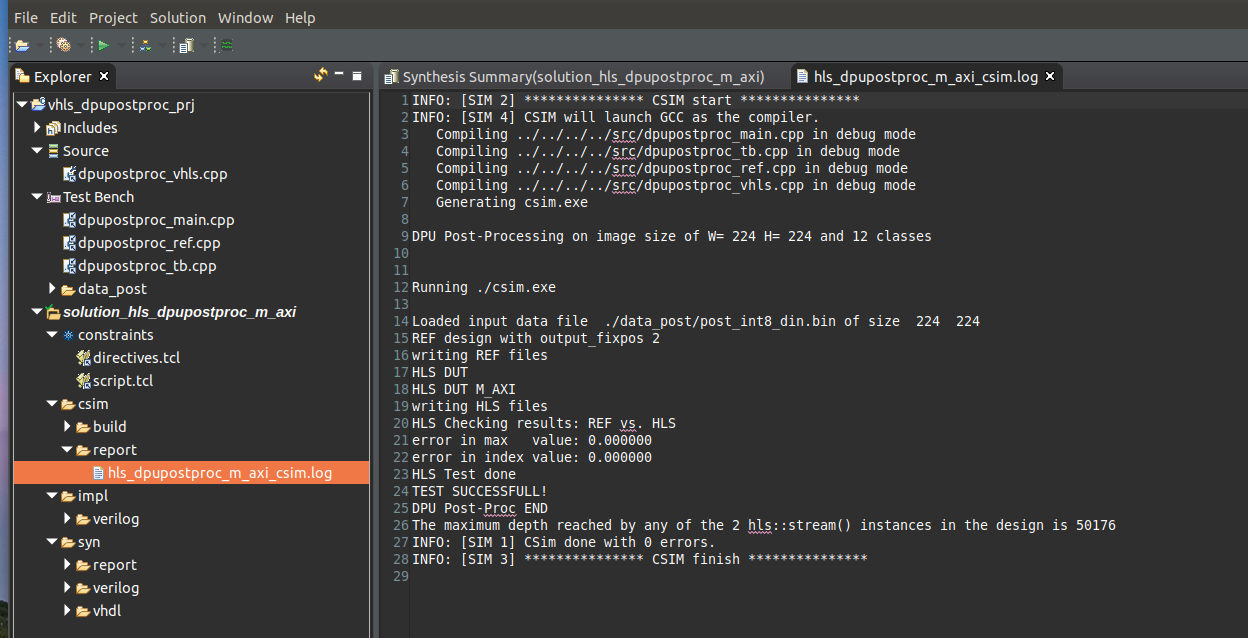 File Edit Project Solution Window Help
Explorer
vhls_dpupostproc_prj
Includes
Source
dpupostproc_vhls.cpp
Test Bench
dpupostproc_main.cpp
dpupostproc_ref.cpp
dpupostproc_tb.cpp
data_post
solution_hls_dpupostproc_m_axi
constraints
directives.tcl
script.tcl
csim
build
report
hls_dpupostproc_m_axi_csim.log
impl
verilog
syn
report
verilog
vhdl
Synthesis Summary(solution_hls_dpupostproc_m_axi) hls_dpupostproc_m_axi_csim.log
1 INFO: [SIM 2] *************** CSIM start ***************
2 INFO: [SIM 4] CSIM will launch GCC as the compiler.
3    Compiling ../../../../src/dpupostproc_main.cpp in debug mode
4    Compiling ../../../../src/dpupostproc_tb.cpp in debug mode
5    Compiling ../../../../src/dpupostproc_ref.cpp in debug mode
6    Compiling ../../../../src/dpupostproc_vhls.cpp in debug mode
7    Generating csim.exe
8
9 DPU Post-Processing on image size of W= 224 H= 224 and 12 classes
10
11
12 Running ./csim.exe
13
14 Loaded input data file  ./data_post/post_int8_din.bin of size  224  224
15 REF design with output_fixpos 2
16 writing REF files
17 HLS DUT
18 HLS DUT M_AXI
19 writing HLS files
20 HLS Checking results: REF vs. HLS
21 error in max   value: 0.000000
22 error in index value: 0.000000
23 HLS Test done
24 TEST SUCCESSFULL!
25 DPU Post-Proc END
26 The maximum depth reached by any of the 2 hls::stream() instances in the design is 50176
27 INFO: [SIM 1] CSim done with 0 errors.
28 INFO: [SIM 3] *************** CSIM finish ***************
29